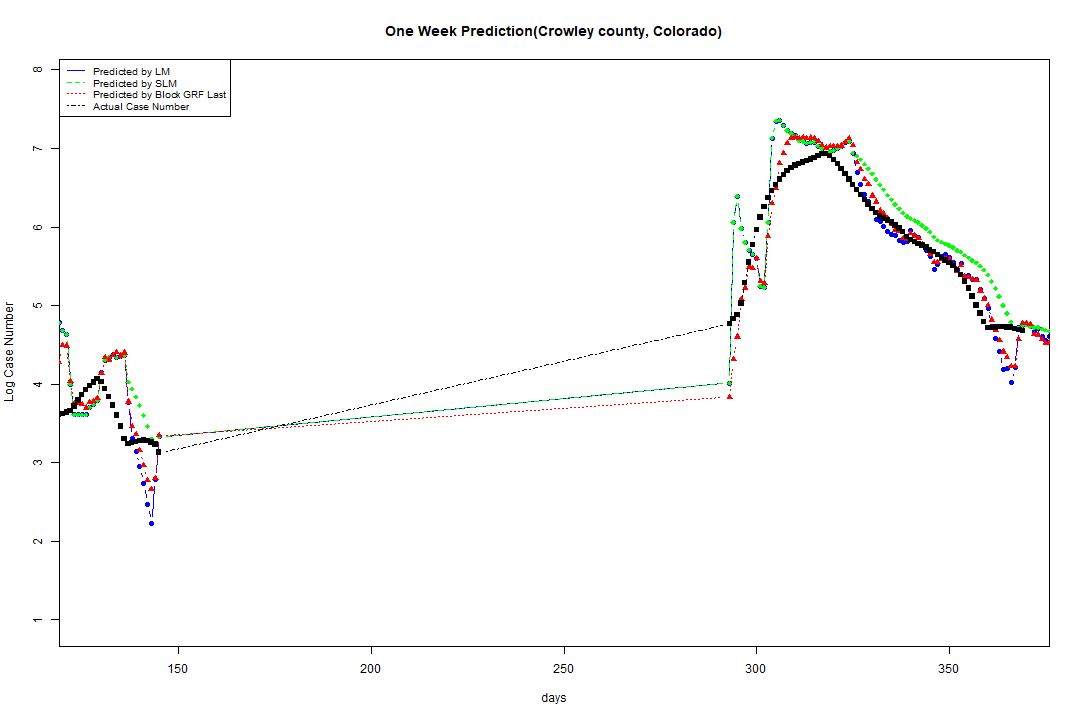 One Week Prediction(Crowley county, Colorado)
Predicted by LM
Predicted by SLM
Predicted by Block GRF Last
Actual Case Number
Log Case Number
8
7
6
5
4
3
2
1
150
200
250
300
350
days